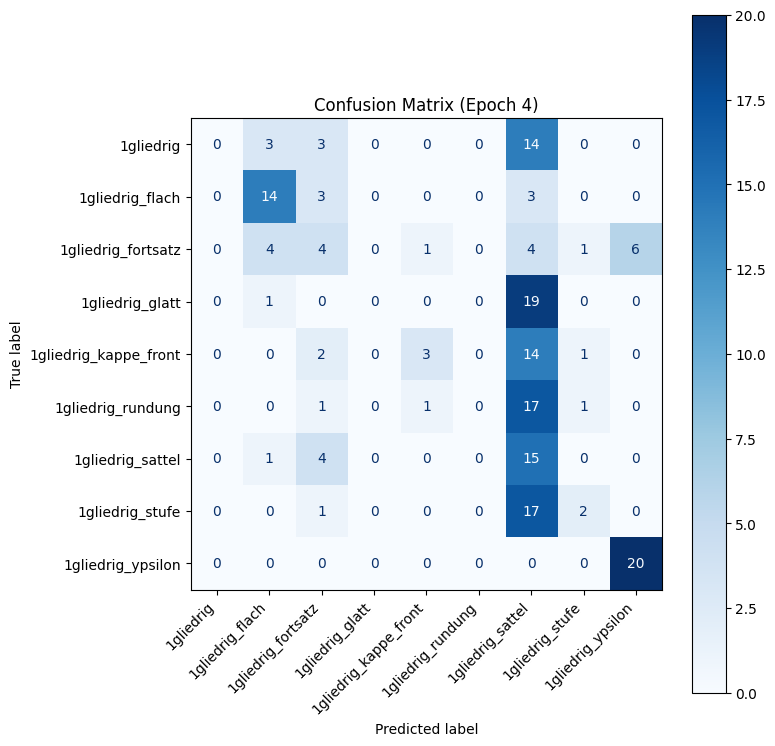 Confusion Matrix (Epoch 4)
True label
1gliedrig 0 3 3 0 0 0 14 0 0
1gliedrig_flach 0 14 3 0 0 0 3 0 0
1gliedrig_fortsatz 0 4 4 0 1 0 4 1 6
1gliedrig_glatt 0 1 0 0 0 0 19 0 0
1gliedrig_kappe_front 0 0 2 0 3 0 14 1 0
1gliedrig_rundung 0 0 1 0 1 0 17 1 0
1gliedrig_sattel 0 1 4 0 0 0 15 0 0
1gliedrig_stufe 0 0 1 0 0 0 17 2 0
1gliedrig_ypsilon 0 0 0 0 0 0 0 0 20
1gliedrig
1gliedrig_flach
1gliedrig_fortsatz
1gliedrig_glatt
1gliedrig_kappe_front
1gliedrig_rundung
1gliedrig_sattel
1gliedrig_stufe
1gliedrig_ypsilon
Predicted label
20.0
17.5
15.0
12.5
10.0
7.5
5.0
2.5
0.0